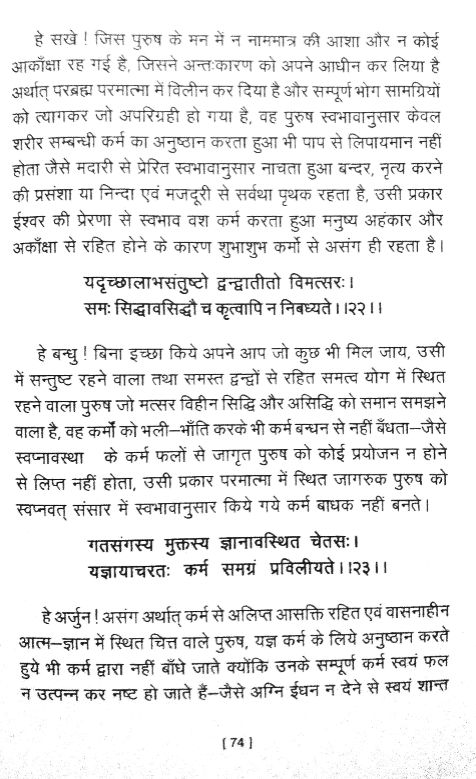 हे सखे ! जिस पुरुष के मन में न नाममात्र की आशा और न कोई
आकाँक्षा रह गई है, जिसने अन्तःकरण को अपने आधीन कर लिया है
अर्थात् परब्रह्म परमात्मा में विलीन कर दिया है और सम्पूर्ण भोग सामग्रियों
को त्यागकर जो अपरिग्रही हो गया है, वह पुरुष स्वभावानुसार केवल
शरीर सम्बन्धी कर्म का अनुष्ठान करता हुआ भी पाप से लिपायमान नहीं
होता जैसे मदारी से प्रेरित स्वभावानुसार नाचता हुआ बन्दर, नृत्य करने
की प्रसंशा या निन्दा एवं मजदूरी से सर्वथा पृथक रहता है, उसी प्रकार
ईश्वर की प्रेरणा से स्वभाव वश कर्म करता हुआ मनुष्य अहंकार और
अकाँक्षा से रहित होने के कारण शुभाशुभ कर्मो से असंग ही रहता है।
यदृच्छालाभसंतुष्टो द्वन्द्वातीतो विमत्सरः।
समः सिद्धावसिद्धौ च कृत्वापि न निबध्यते।।२२।।
हे बन्धु ! बिना इच्छा किये अपने आप जो कुछ भी मिल जाय, उसी
में सन्तुष्ट रहने वाला तथा समस्त द्वन्द्वों से रहित समत्व योग में स्थित
रहने वाला पुरुष जो मत्सर विहीन सिद्धि और असिद्धि को समान समझने
वाला है, वह कर्मों को भली–भाँति करके भी कर्म बन्धन से नहीं बँधता–जैसे
स्वप्नावस्था के कर्म फलों से जागृत पुरुष को कोई प्रयोजन न होने
से लिप्त नहीं होता, उसी प्रकार परमात्मा में स्थित जागरुक पुरुष को
स्वप्नवत् संसार में स्वभावानुसार किये गये कर्म बाधक नहीं बनते।
गतसंगस्य मुक्तस्य ज्ञानावस्थित चेतसः।
यज्ञायाचरतः कर्म समग्रं प्रविलीयते।।२३।।
हे अर्जुन ! असंग अर्थात् कर्म से अलिप्त आसक्ति रहित एवं वासनाहीन
आत्म–ज्ञान में स्थित चित्त वाले पुरुष, यज्ञ कर्म के लिये अनुष्ठान करते
हुये भी कर्म द्वारा नहीं बाँधे जाते क्योंकि उनके सम्पूर्ण कर्म स्वयं फल
न उत्पन्न कर नष्ट हो जाते हैं–जैसे अग्नि ईधन न देने से स्वयं शान्त
[ 74 ]